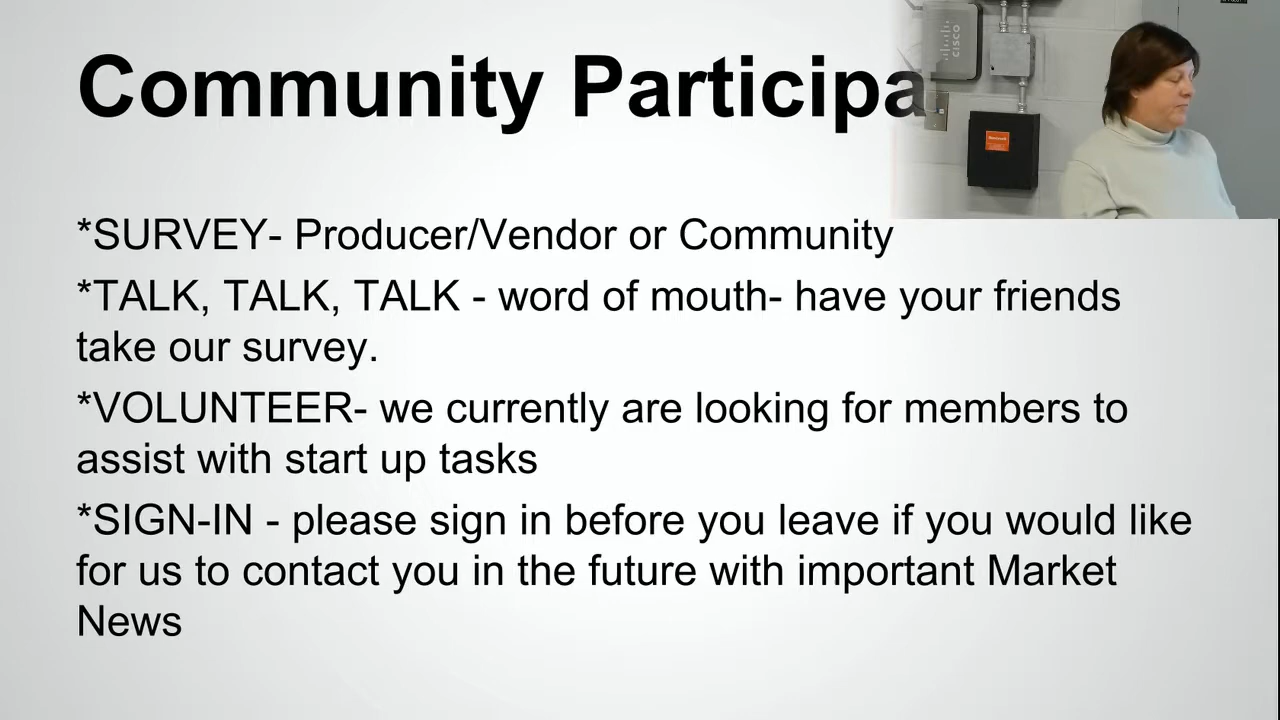 Community Participa
CISCO
*SURVEY- Producer/Vendor or Community
*TALK, TALK, TALK - word of mouth- have your friends
take our survey.
*VOLUNTEER- we currently are looking for members to
assist with start up tasks
*SIGN-IN - please sign in before you leave if you would like
for us to contact you in the future with important Market
News